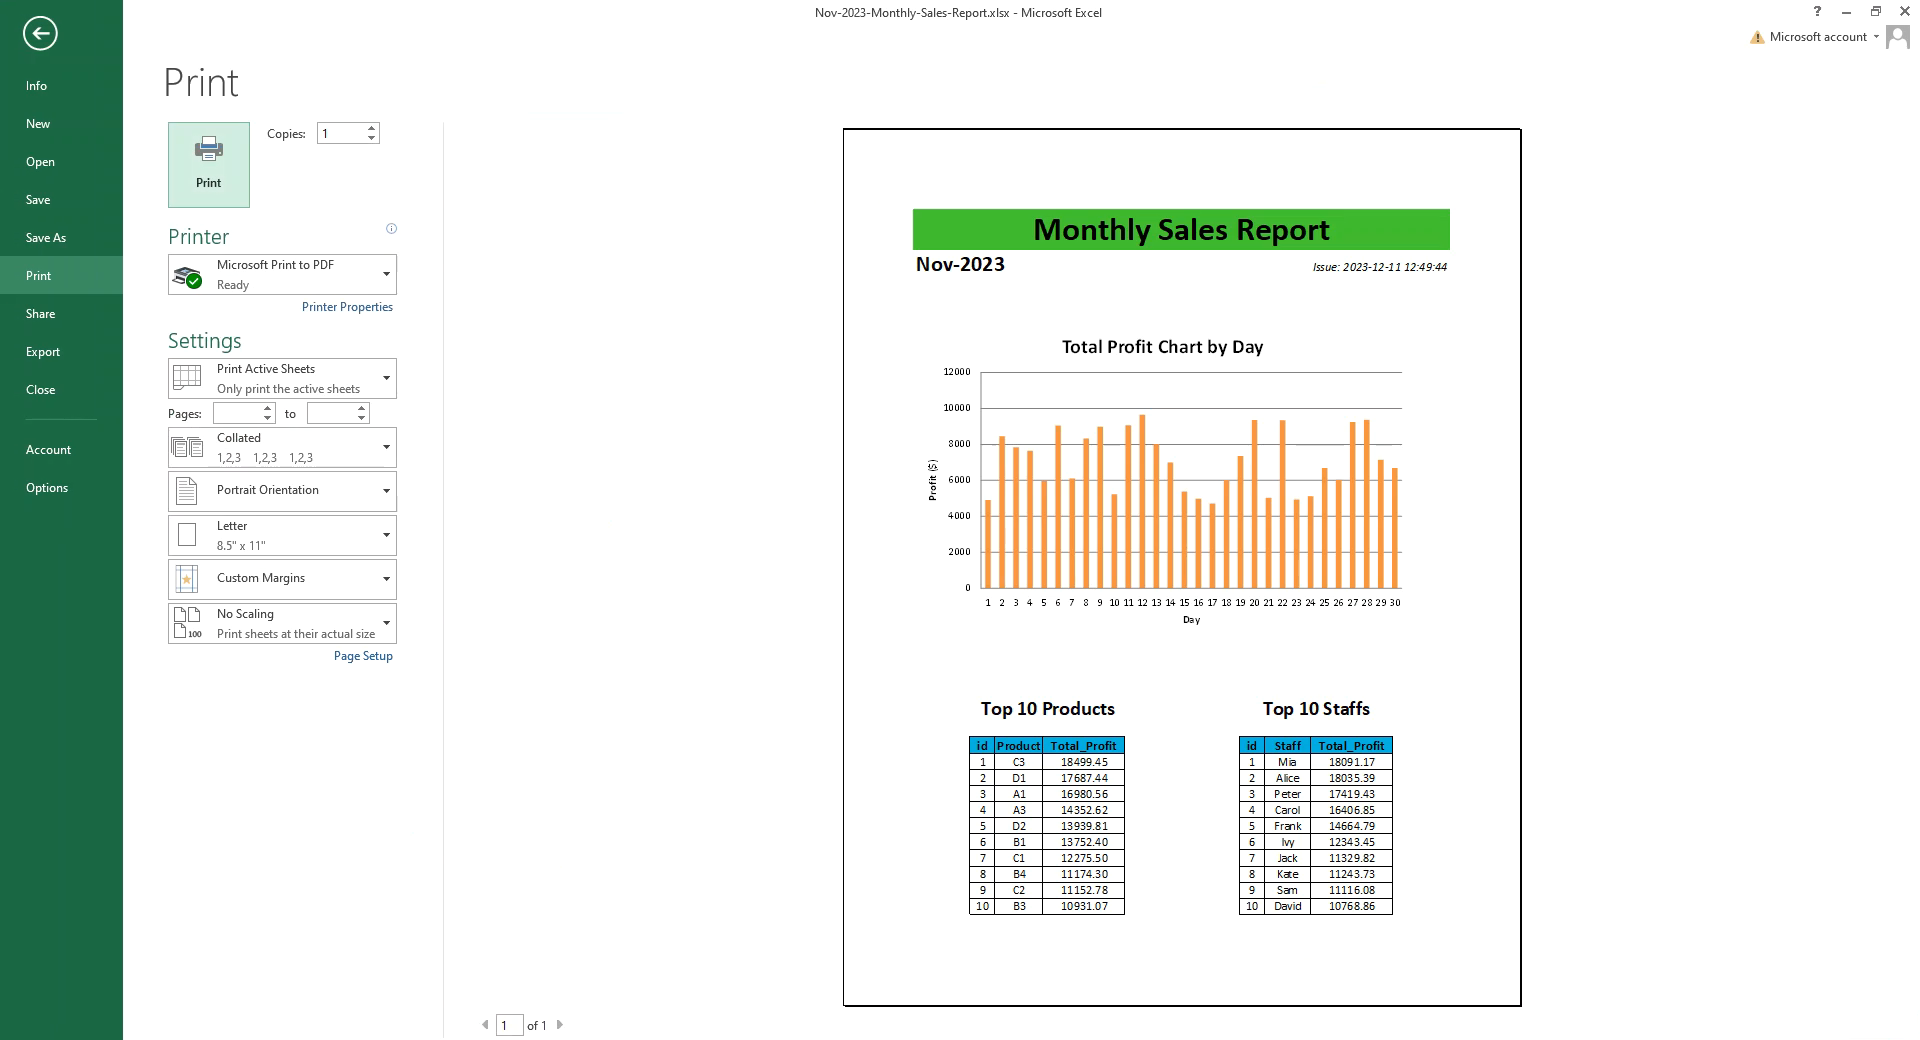 Nov-2023-Monthly-Sales-Report.xlsx - Microsoft Excel
?
Microsoft account
Info
New
Open
Save
Save As
Print
Share
Export
Close
Account
Options
Print
Print
Copies: 1
Printer
Microsoft Print to PDF
Ready
Printer Properties
Settings
Print Active Sheets
Only print the active sheets
Pages: to
Collated
1,2,3 1,2,3 1,2,3
Portrait Orientation
Letter
8.5" x 11"
Custom Margins
No Scaling
100 Print sheets at their actual size
Page Setup
Monthly Sales Report
Nov-2023 Issue: 2023-12-11 12:49:44
Total Profit Chart by Day
12000
10000
8000
6000
4000
2000
0
Profit ($)
1 2 3 4 5 6 7 8 9 10 11 12 13 14 15 16 17 18 19 20 21 22 23 24 25 26 27 28 29 30
Day
Top 10 Products
id Product Total_Profit
1 C3 18499.45
2 D1 17687.44
3 A1 16980.56
4 A3 14352.62
5 D2 13939.81
6 B1 13752.40
7 C1 12275.50
8 B4 11174.30
9 C2 11152.78
10 B3 10931.07
Top 10 Staffs
id Staff Total_Profit
1 Mia 18091.17
2 Alice 18035.39
3 Peter 17419.43
4 Carol 16406.85
5 Frank 14664.79
6 Ivy 12343.45
7 Jack 11329.82
8 Kate 11243.73
9 Sam 11116.08
10 David 10768.86
1 of 1